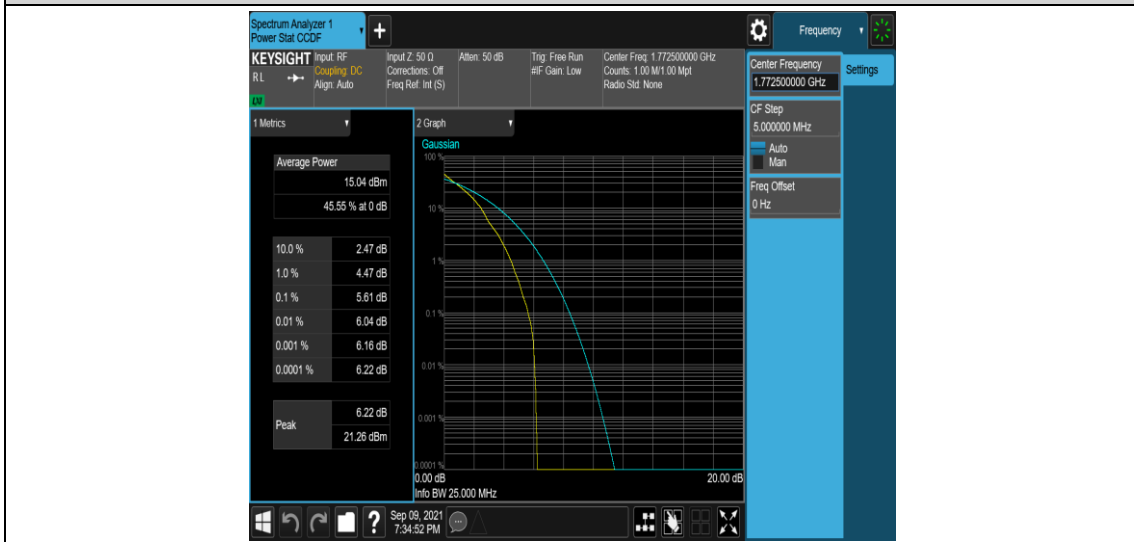 Spectrum Analyzer 1
Power Stat CCDF
+
Frequency
KEYSIGHT
RL
LXI
Input: RF
Coupling: DC
Align: Auto
Input Z: 50 Ω
Corrections: Off
Freq Ref: Int (S)
Atten: 50 dB
Trig: Free Run
#IF Gain: Low
Center Freq: 1.772500000 GHz
Counts: 1.00 M/1.00 Mpt
Radio Std: None
Center Frequency
1.772500000 GHz
Settings
CF Step
5.000000 MHz
Auto
Man
Freq Offset
0 Hz
1 Metrics
Average Power
15.04 dBm
45.55 % at 0 dB
10.0 % 2.47 dB
1.0 % 4.47 dB
0.1 % 5.61 dB
0.01 % 6.04 dB
0.001 % 6.16 dB
0.0001 % 6.22 dB
Peak 6.22 dB
21.26 dBm
2 Graph
Gaussian
100 %
10 %
1 %
0.1 %
0.01 %
0.001 %
0.0001 %
0.00 dB 20.00 dB
Info BW 25.000 MHz
?
Sep 09, 2021
7:34:52 PM